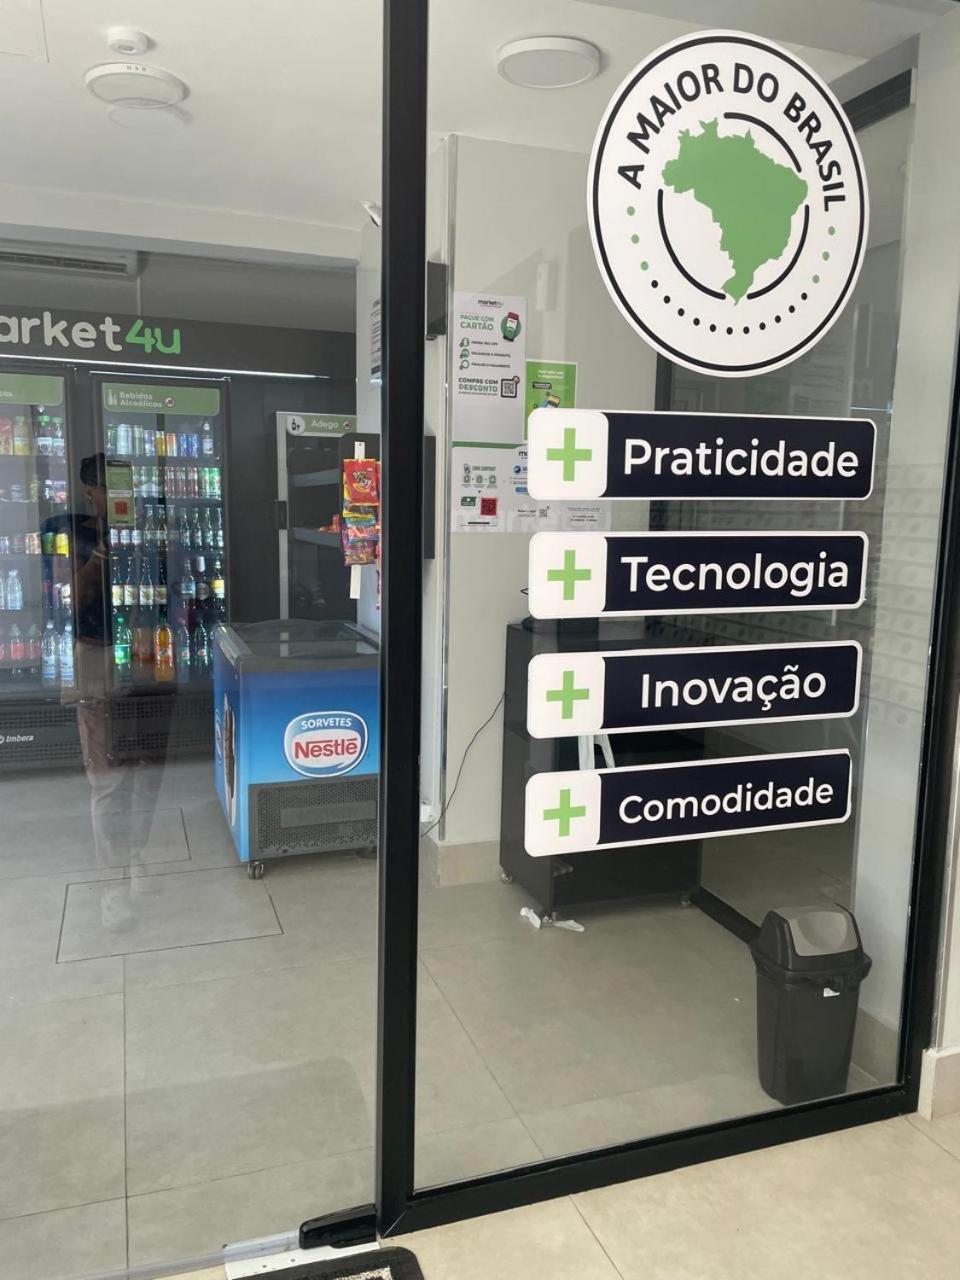 A MAIOR DO BRASIL
arket4u
Bebidas
Alcoólicas
Adega
market4u
PAGUE COM
CARTÃO
COMPRE COM
DESCONTO
+ Praticidade
+ Tecnologia
+ Inovação
+ Comodidade
SORVETES
Nestlé
Imbera